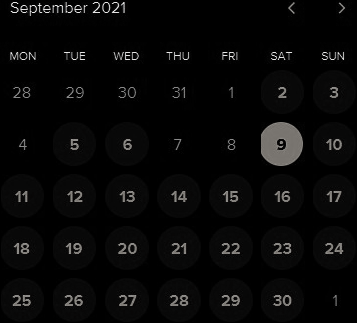 September 2021
MON TUE WED THU FRI SAT SUN
28 29 30 31 1 2 3
4 5 6 7 8 9 10
11 12 13 14 15 16 17
18 19 20 21 22 23 24
25 26 27 28 29 30 1